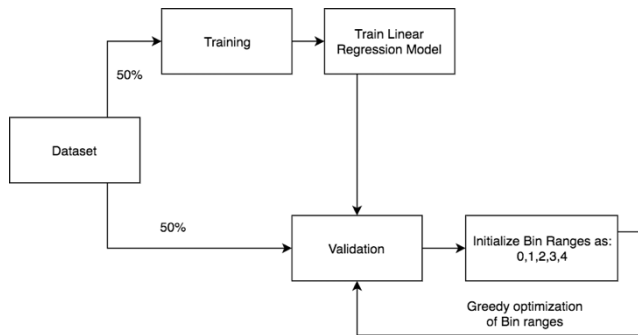 Training
Train Linear
Regression Model
50%
Dataset
50%
Validation
Initialize Bin Ranges as:
0,1,2,3,4
Greedy optimization
of Bin ranges